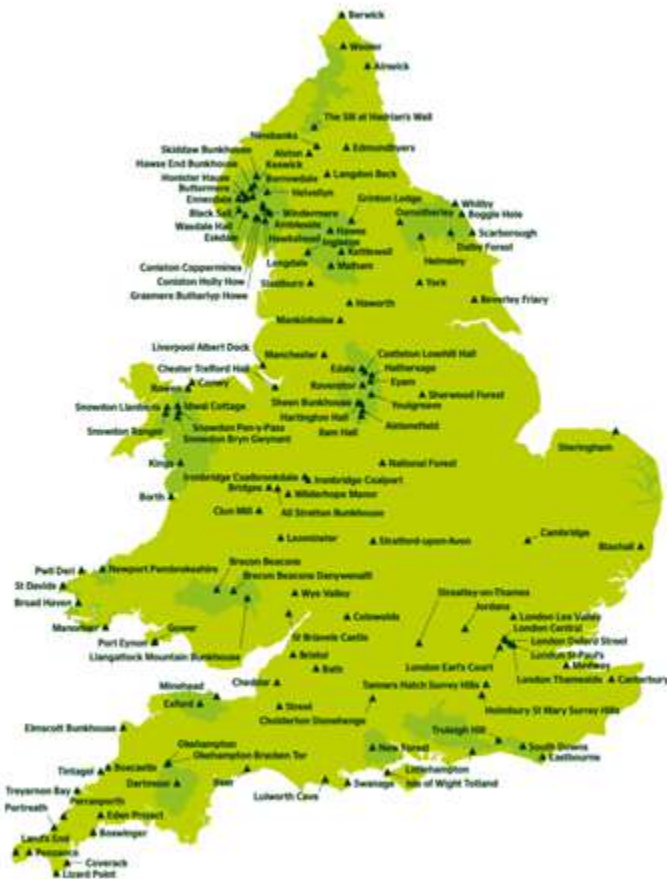 Berwick
Wooler
Alnwick
The Sill at Hadrian's Wall
Ninebanks
Alston
Edmundbyers
Skiddaw Bunkhouse
Hawse End Bunkhouse
Keswick
Langdon Beck
Honister Hause
Borrowdale
Buttermere
Helvellyn
Ennerdale
Grinton Lodge
Whitby
Black Sail
Windermere
Osmotherley
Boggle Hole
Wasdale Hall
Ambleside
Hawes
Scarborough
Eskdale
Hawkshead
Ingleton
Dalby Forest
Langdale
Kettlewell
Helmsley
Coniston Coppermines
Malham
Coniston Holly How
Slaidburn
York
Grasmere Butharlyp Howe
Haworth
Beverley Friary
Mankinholes
Liverpool Albert Dock
Manchester
Castleton Losehill Hall
Chester Trafford Hall
Edale
Hathersage
Rowen
Conwy
Ravenstor
Eyam
Sherwood Forest
Snowdon Llanberis
Idwal Cottage
Sheen Bunkhouse
Youlgreave
Snowdon Pen-y-Pass
Hartington Hall
Alstonefield
Snowdon Ranger
Snowdon Bryn Gwynant
Ilam Hall
Sheringham
Kings
National Forest
Ironbridge Coalbrookdale
Ironbridge Coalport
Borth
Bridges
Wilderhope Manor
Clun Mill
All Stretton Bunkhouse
Leominster
Stratford-upon-Avon
Cambridge
Blaxhall
Pwll Deri
Newport Pembrokeshire
Brecon Beacons
St Davids
Brecon Beacons Danywenallt
Streatley-on-Thames
Broad Haven
Wye Valley
Jordans
Manorbier
Gower
Cotswolds
London Lee Valley
London Central
Port Eynon
St Briavels Castle
London Oxford Street
Llangattock Mountain Bunkhouse
Bristol
London St Paul's
Bath
London Earl's Court
Medway
Cheddar
Tanners Hatch Surrey Hills
London Thameside
Canterbury
Minehead
Exford
Street
Holmbury St Mary Surrey Hills
Cholderton Stonehenge
Elmscott Bunkhouse
Truleigh Hill
Okehampton
New Forest
South Downs
Okehampton Bracken Tor
Eastbourne
Tintagel
Boscastle
Littlehampton
Dartmoor
Beer
Swanage
Isle of Wight Totland
Treyarnon Bay
Lulworth Cove
Perranporth
Portreath
Eden Project
Land's End
Boswinger
Penzance
Coverack
Lizard Point